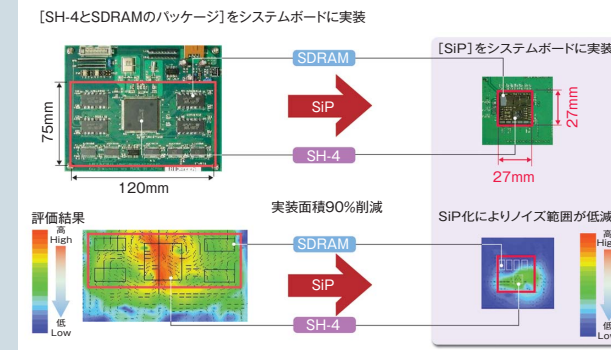 [SH-4とSDRAMのパッケージ]をシステムボードに実装
[SiP]をシステムボードに実装
SDRAM
SiP
SH-4
75mm
120mm
27mm
27mm
評価結果
実装面積90%削減
SiP化によりノイズ範囲が低減
高
High
低
Low
SDRAM
SiP
SH-4
高
High
低
Low